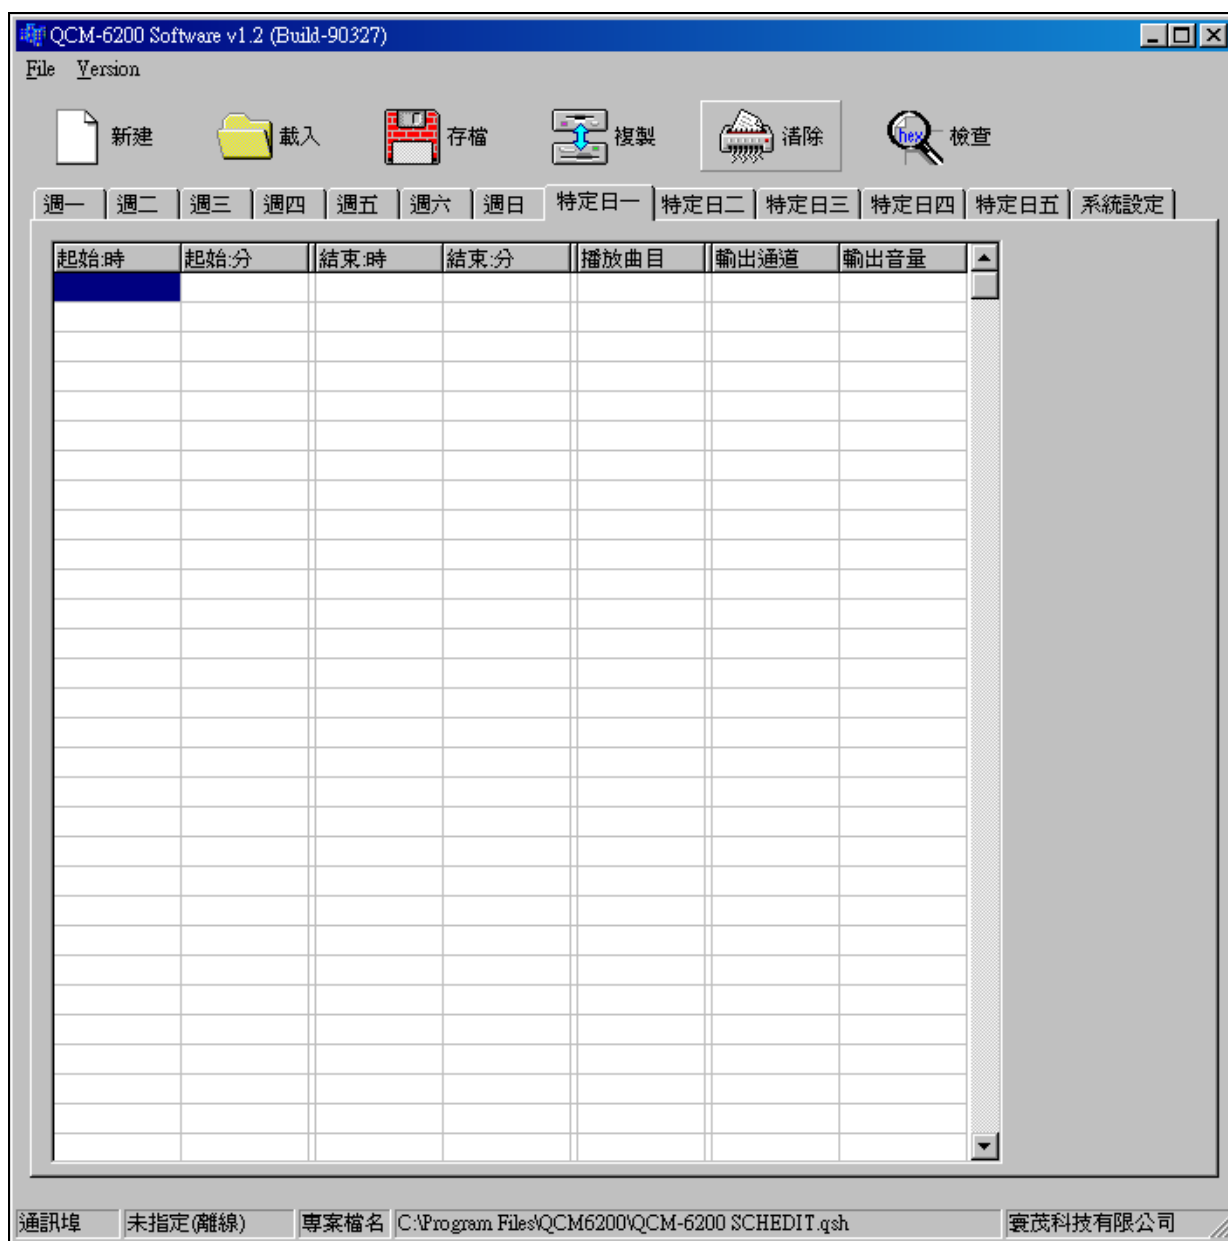 QCM-6200 Software v1.2 (Build-90327)
File Version
新建 載入 存檔 複製 清除 hex 檢查
週一 週二 週三 週四 週五 週六 週日 特定日一 特定日二 特定日三 特定日四 特定日五 系統設定
起始:時 起始:分 結束:時 結束:分 播放曲目 輸出通道 輸出音量
通訊埠 未指定(離線) 專案檔名 C:\Program Files\QCM6200\QCM-6200 SCHEDIT.qsh 寰茂科技有限公司